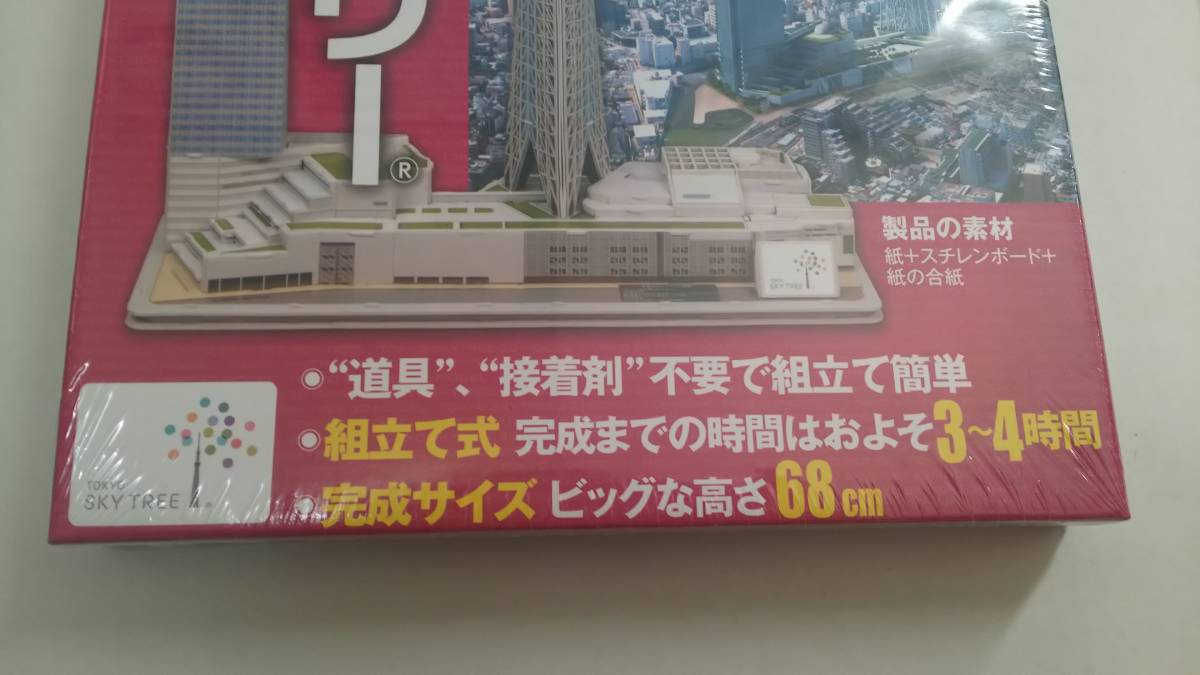 リー®
製品の素材
紙+スチレンボード+
紙の合紙
TOKYO
SKY TREE
◉“道具”、“接着剤”不要で組立て簡単
◉組立て式 完成までの時間はおよそ3~4時間
◉完成サイズ ビッグな高さ68cm
TOKYO
SKY TREE